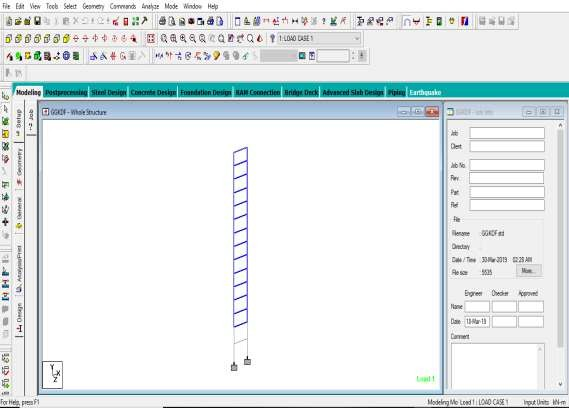 File Edit View Tools Select Geometry Commands Analyze Mode Window Help
1: LOAD CASE 1
Modeling Postprocessing Steel Design Concrete Design Foundation Design RAM Connection Bridge Deck Advanced Slab Design Piping Earthquake
GGKDF - Whole Structure
GGKDF - Job Info
Setup
Job
Geometry
General
Analysis/Print
Design
Job
Client
Job No.
Rev.
Part
Ref
File
Filename : GGKDF.std
Directory :
Date / Time : 30-Mar-2019 02:28 AM
File size : 5535 More...
Engineer Checker Approved
Name
Date 18-Mar-19
Comment
Y
X
Z
Load 1
For Help, press F1
Modeling Mo Load 1 : LOAD CASE 1 Input Units kN-m